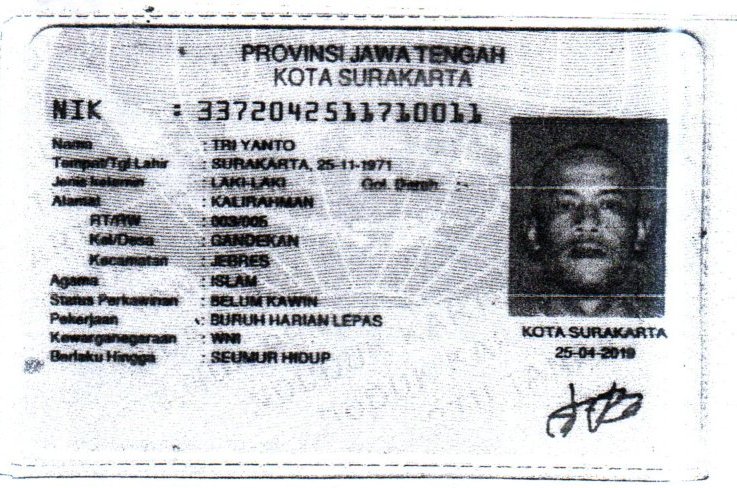 PROVINSI JAWA TENGAH
KOTA SURAKARTA
NIK : 3372042511710011
Nama : TRI YANTO
Tempat/Tgl Lahir : SURAKARTA, 25-11-1971
Jenis kelamin : LAKI-LAKI Gol. Darah :-
Alamat : KALIRAHMAN
RT/RW : 003/005
Kel/Desa : GANDEKAN
Kecamatan : JEBRES
Agama : ISLAM
Status Perkawinan : BELUM KAWIN
Pekerjaan : BURUH HARIAN LEPAS
Kewarganegaraan : WNI
Berlaku Hingga : SEUMUR HIDUP
KOTA SURAKARTA
25-04-2019